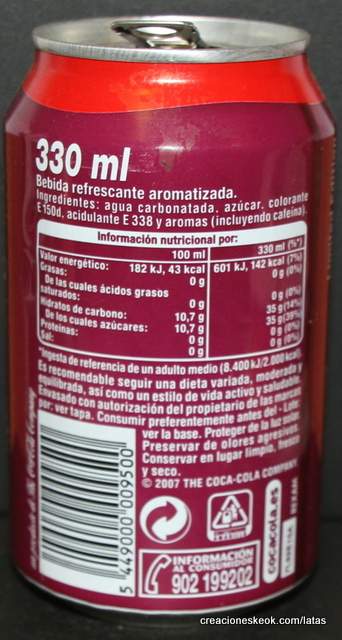 330 ml
Bebida refrescante aromatizada.
Ingredientes: agua carbonatada, azúcar, colorante
E 150d, acidulante E 338 y aromas (incluyendo cafeína).
Información nutricional por:
100 ml 330 ml (%*)
Valor energético: 182 kJ, 43 kcal 601 kJ, 142 kcal (7%)
Grasas: 0 g 0 g (0%)
De las cuales ácidos grasos
saturados: 0 g 0 g (0%)
Hidratos de carbono: 10,7 g 35 g (14%)
De los cuales azúcares: 10,7 g 35 g (39%)
Proteínas: 0 g 0 g (0%)
Sal: 0 g 0 g (0%)
*Ingesta de referencia de un adulto medio (8.400 kJ/2.000 kcal).
Es recomendable seguir una dieta variada, moderada y
equilibrada, así como un estilo de vida activo y saludable.
Envasado con autorización del propietario de las marcas
por: ver tapa. Consumir preferentemente antes del - Lote:
ver la base. Proteger de la luz solar.
Preservar de olores agresivos.
Conservar en lugar limpio, fresco
y seco.
© 2007 THE COCA-COLA COMPANY
5 449000 009500
INFORMACIÓN
AL CONSUMIDOR
902 199202
cocacola.es
creacioneskeok.com/latas